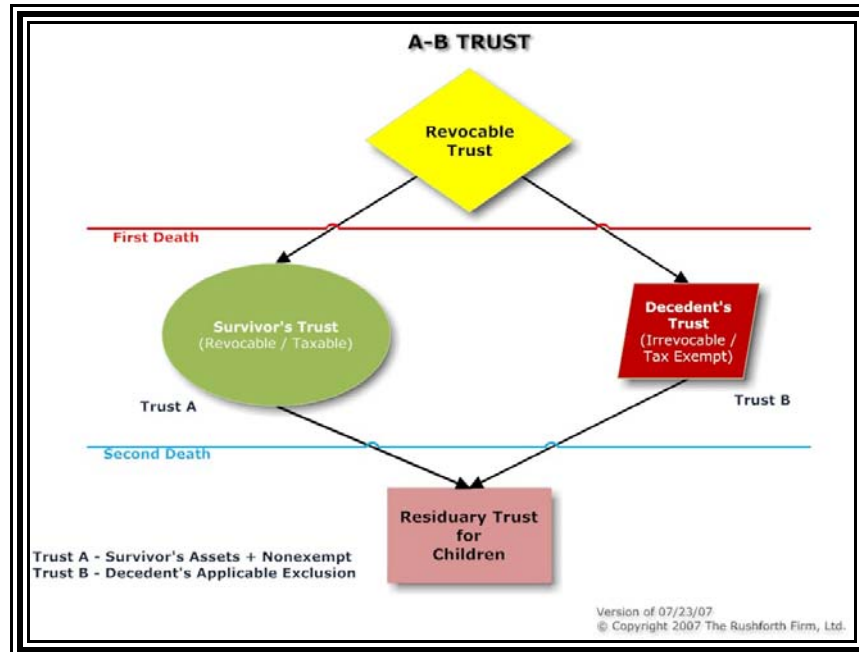 A-B TRUST
Revocable
Trust
First Death
Survivor's Trust
(Revocable / Taxable)
Decedent's
Trust
(Irrevocable /
Tax Exempt)
Trust A
Trust B
Second Death
Residuary Trust
for
Children
Trust A - Survivor's Assets + Nonexempt
Trust B - Decedent's Applicable Exclusion
Version of 07/23/07
© Copyright 2007 The Rushforth Firm, Ltd.